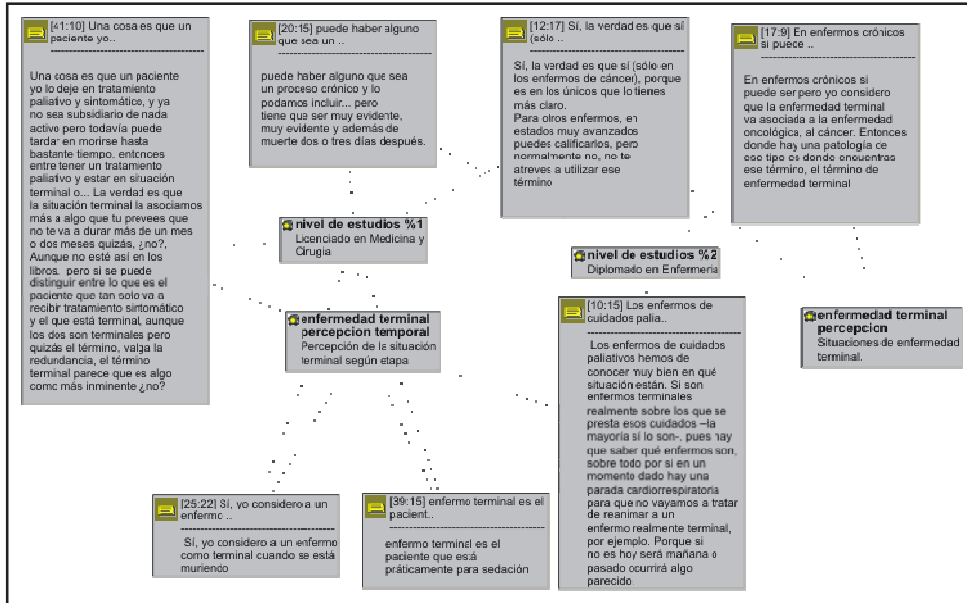 [41:10] Una cosa es que un
paciente yo..
Una cosa es que un paciente
yo lo deje en tratamiento
paliativo y sintomático, y ya
no sea subsidiario de nada
activo pero todavía puede
tardar en morirse hasta
bastante tiempo, entonces
entre tener un tratamiento
paliativo y estar en situación
terminal o... La verdad es que
la situación terminal la asociamos
más a algo que tu prevees que
no te va a durar más de un mes
o dos meses quizás, ¿no?,
Aunque no esté así en los
libros, pero si se puede
distinguir entre lo que es el
paciente que tan solo va a
recibir tratamiento sintomático
y el que está terminal, aunque
los dos son terminales pero
quizás el término, valga la
redundancia, el término
terminal parece que es algo
como más inminente ¿no?
[20:15] puede haber alguno
que sea un ..
puede haber alguno que sea
un proceso crónico y lo
podamos incluir... pero
tiene que ser muy evidente,
muy evidente y además de
muerte dos o tres días después.
[12:17] Sí, la verdad es que sí
(sólo ..
Sí, la verdad es que sí (sólo en
los enfermos de cáncer), porque
es en los únicos que lo tienes
más claro.
Para otros enfermos, en
estados muy avanzados
puedes calificarlos, pero
normalmente no, no te
atreves a utilizar ese
término
[17:9] En enfermos crónicos
si puece ..
En enfermos crónicos si
puede ser pero yo considero
que la enfermedad terminal
va asociada a la enfermedad
oncológica, al cáncer. Entonces
donde hay una patología de
ese tipo es donde encuentras
ese término, el término de
enfermedad terminal
nivel de estudios %1
Licenciado en Medicina y
Cirugía
nivel de estudios %2
Diplomado en Enfermería
enfermedad terminal
percepcion temporal
Percepción de la situación
terminal según etapa
[10:15] Los enfermos de
cuidados palia..
Los enfermos de cuidados
paliativos hemos de
conocer muy bien en qué
situación están. Si son
enfermos terminales
realmente sobre los que se
presta esos cuidados –la
mayoría sí lo son-, pues hay
que saber qué enfermos son,
sobre todo por si en un
momento dado hay una
parada cardiorrespiratoria
para que no vayamos a tratar
de reanimar a un
enfermo realmente terminal,
por ejemplo. Porque si
no es hoy será mañana o
pasado ocurrirá algo
parecido.
enfermedad terminal
percepcion
Situaciones de enfermedad
terminal.
[25:22] Sí, yo considero a un
enfermo ..
Sí, yo considero a un enfermo
como terminal cuando se está
muriendo
[39:15] enfermo terminal es el
pacient..
enfermo terminal es el
paciente que está
prácticamente para sedación